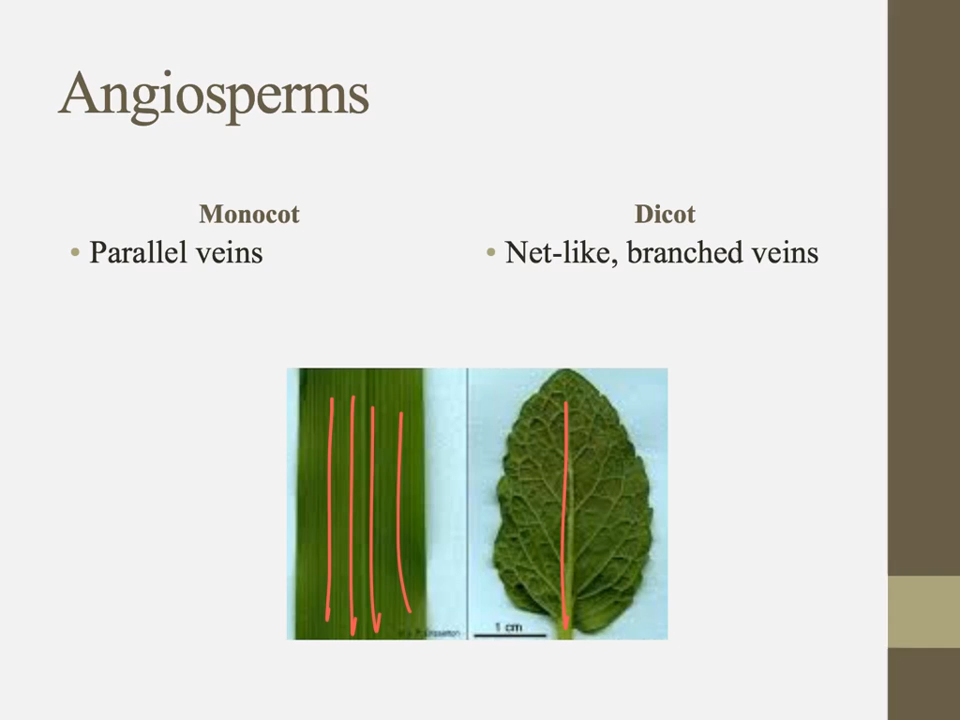 Angiosperms
Monocot
• Parallel veins
Dicot
• Net-like, branched veins
1 cm